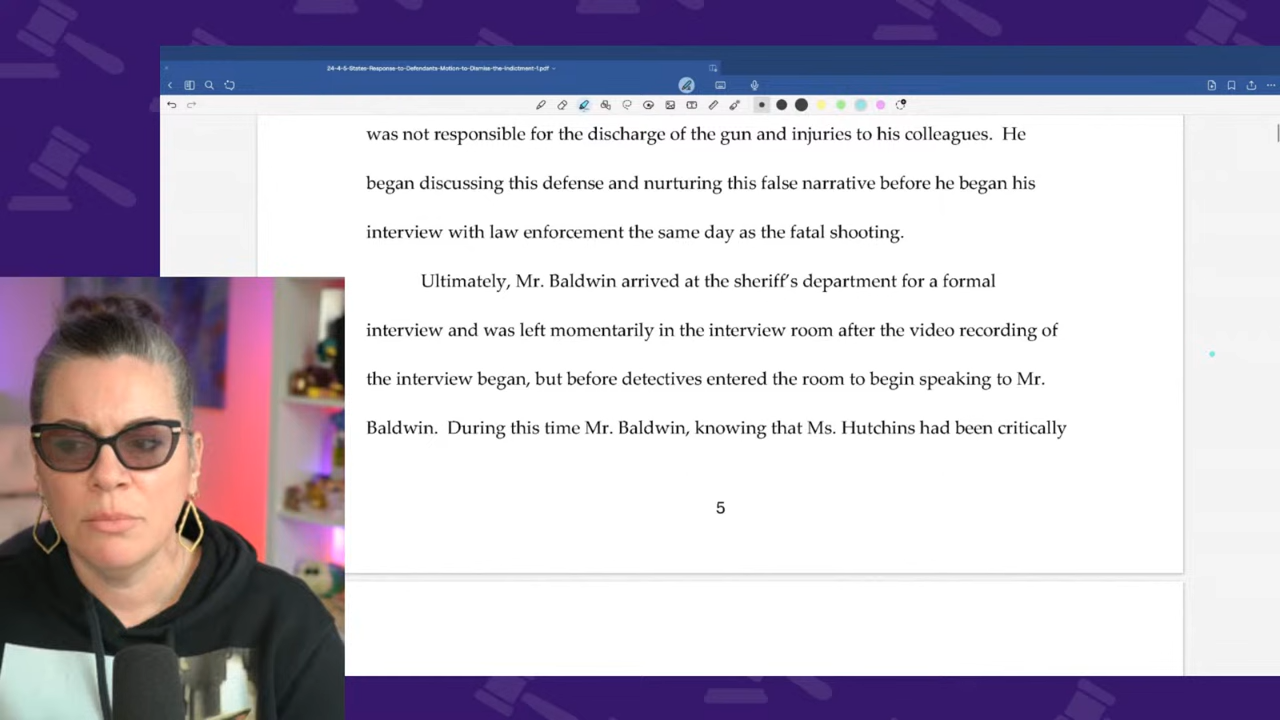 24-4-5-States-Response-to-Defendants-Motion-to-Dismiss-the-Indictment-1.pdf
was not responsible for the discharge of the gun and injuries to his colleagues.  He
began discussing this defense and nurturing this false narrative before he began his
interview with law enforcement the same day as the fatal shooting.
Ultimately, Mr. Baldwin arrived at the sheriff’s department for a formal
interview and was left momentarily in the interview room after the video recording of
the interview began, but before detectives entered the room to begin speaking to Mr.
Baldwin.  During this time Mr. Baldwin, knowing that Ms. Hutchins had been critically
5